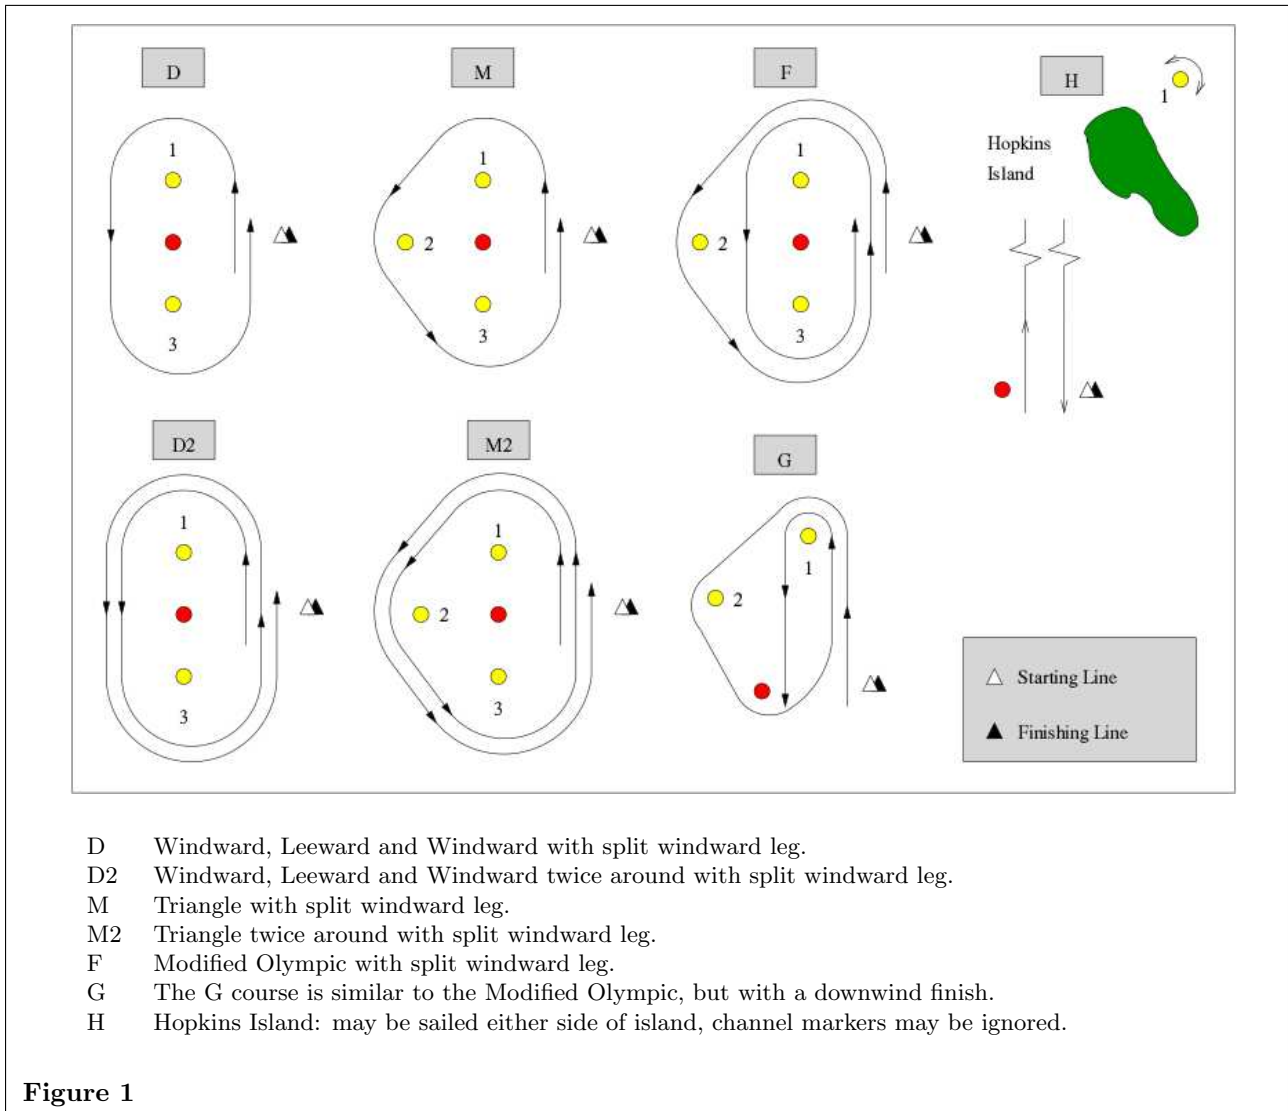 D
M
F
H
1
1
1
1
Hopkins
Island
2
2
3
3
3
D2
M2
G
1
1
1
2
2
3
3
Starting Line
Finishing Line
D Windward, Leeward and Windward with split windward leg.
D2 Windward, Leeward and Windward twice around with split windward leg.
M Triangle with split windward leg.
M2 Triangle twice around with split windward leg.
F Modified Olympic with split windward leg.
G The G course is similar to the Modified Olympic, but with a downwind finish.
H Hopkins Island: may be sailed either side of island, channel markers may be ignored.
Figure 1